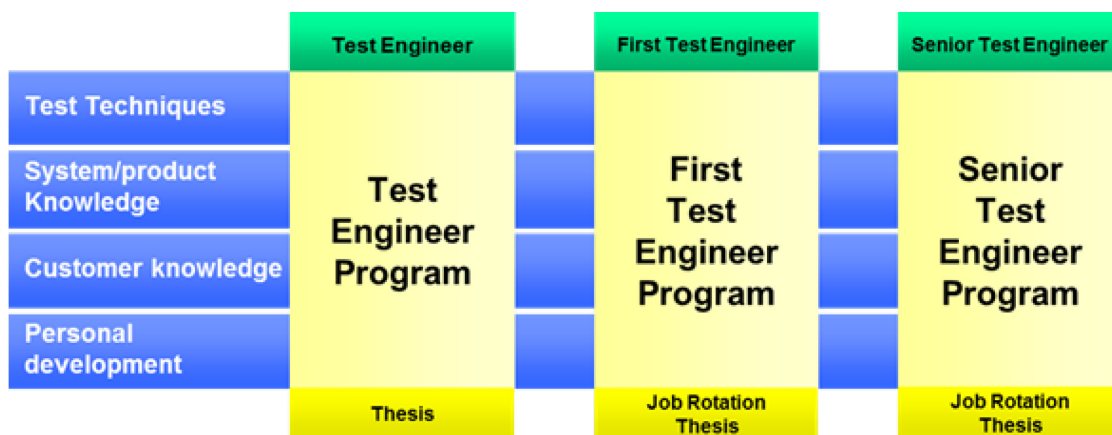 Test Engineer
First Test Engineer
Senior Test Engineer
Test Techniques
System/product
Knowledge
Customer knowledge
Personal
development
Test
Engineer
Program
First
Test
Engineer
Program
Senior
Test
Engineer
Program
Thesis
Job Rotation
Thesis
Job Rotation
Thesis